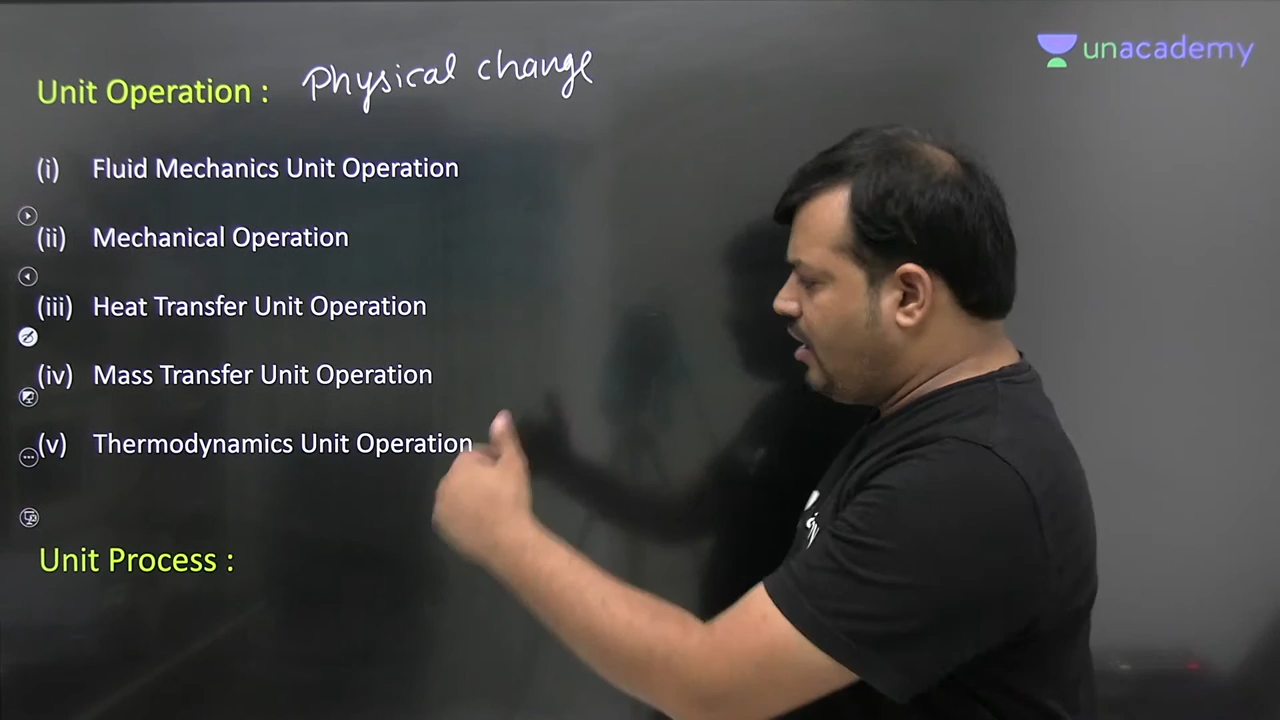 unacademy
Unit Operation : Physical change
(i) Fluid Mechanics Unit Operation
(ii) Mechanical Operation
(iii) Heat Transfer Unit Operation
(iv) Mass Transfer Unit Operation
(v) Thermodynamics Unit Operation
Unit Process :